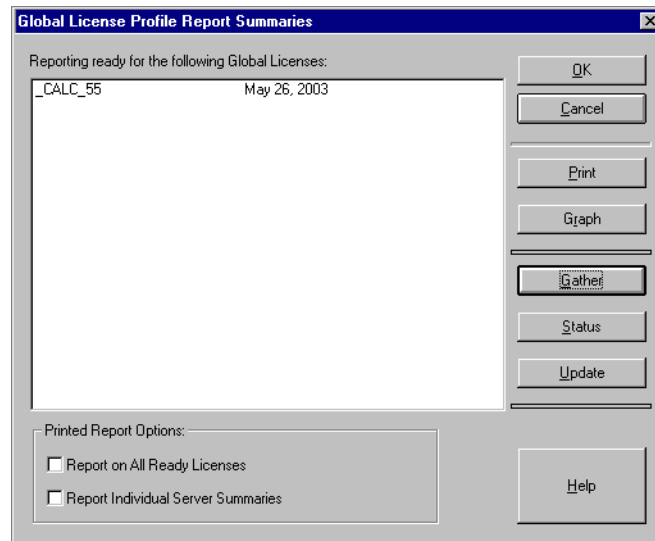 Global License Profile Report Summaries
Reporting ready for the following Global Licenses:
_CALC_55 May 26, 2003
OK
Cancel
Print
Graph
Gather
Status
Update
Printed Report Options:
Report on All Ready Licenses
Report Individual Server Summaries
Help